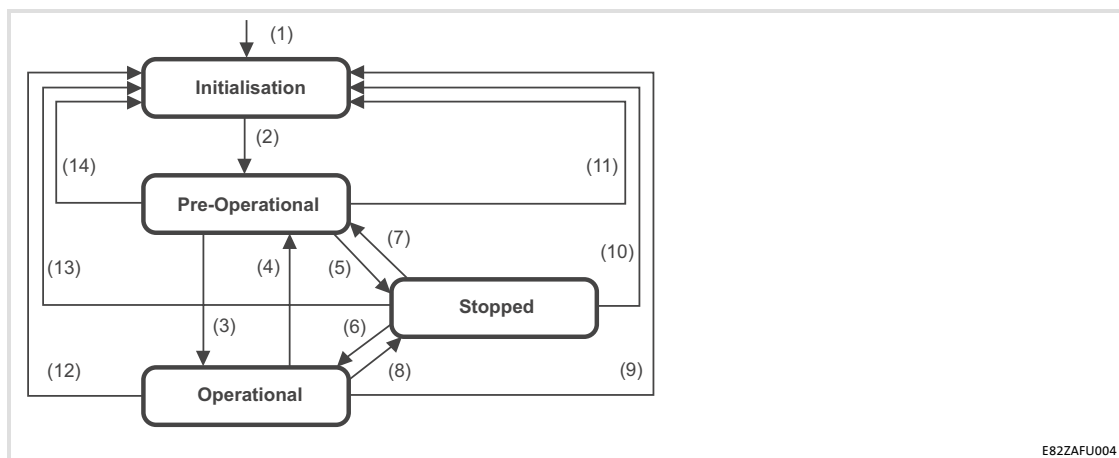 (1)
Initialisation
(2)
(14)
(11)
Pre-Operational
(7)
(10)
(13)
(4)
(5)
Stopped
(3)
(6)
(12)
(8)
(9)
Operational
E82ZAFU004